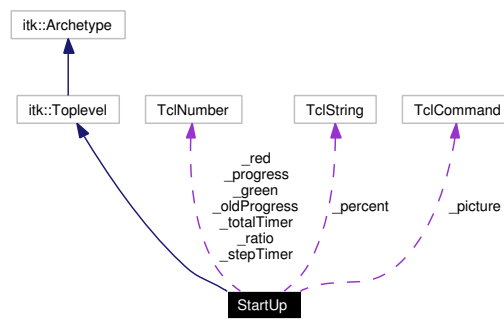 itk::Archetype
itk::Toplevel
TclNumber
TclString
TclCommand
_red
_progress
_green
_oldProgress
_totalTimer
_ratio
_stepTimer
_percent
_picture
StartUp